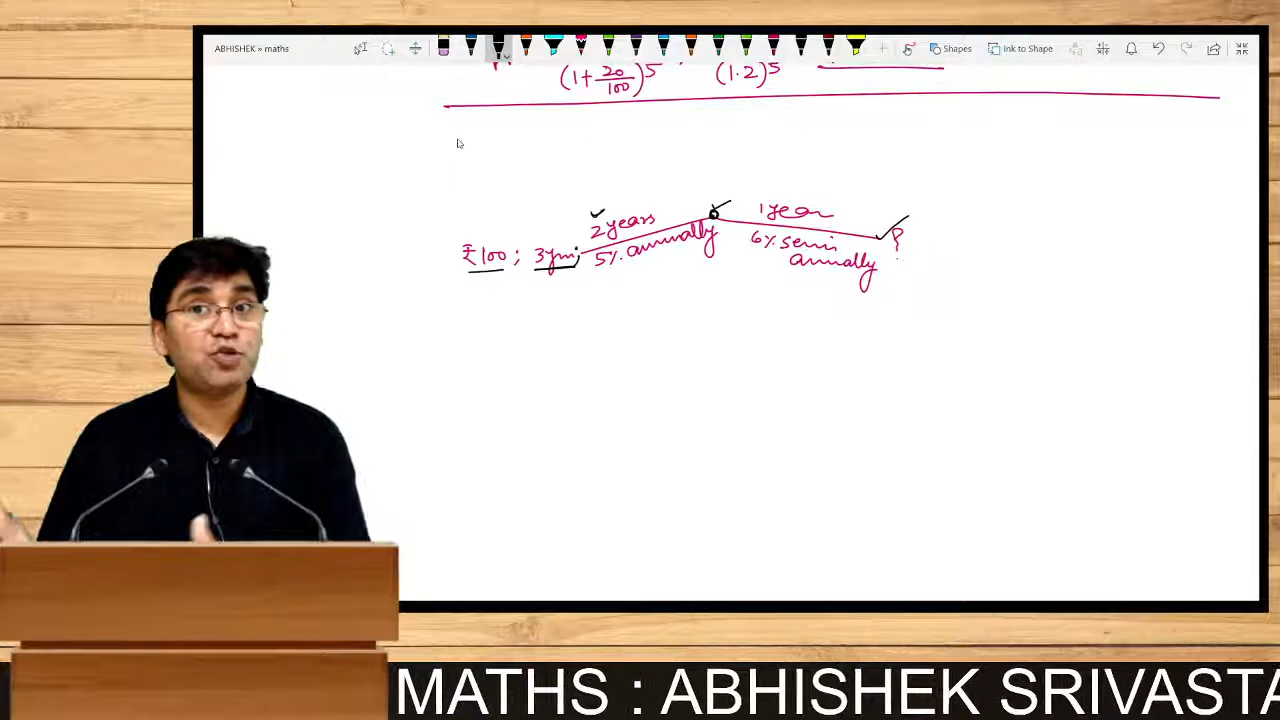 ABHISHEK » maths
Shapes
Ink to Shape
(1+20/100)^5
(1.2)^5
2 years
1 year
₹100 ;
5%. annually
6%. semi
annually
?
MATHS : ABHISHEK SRIVASTA